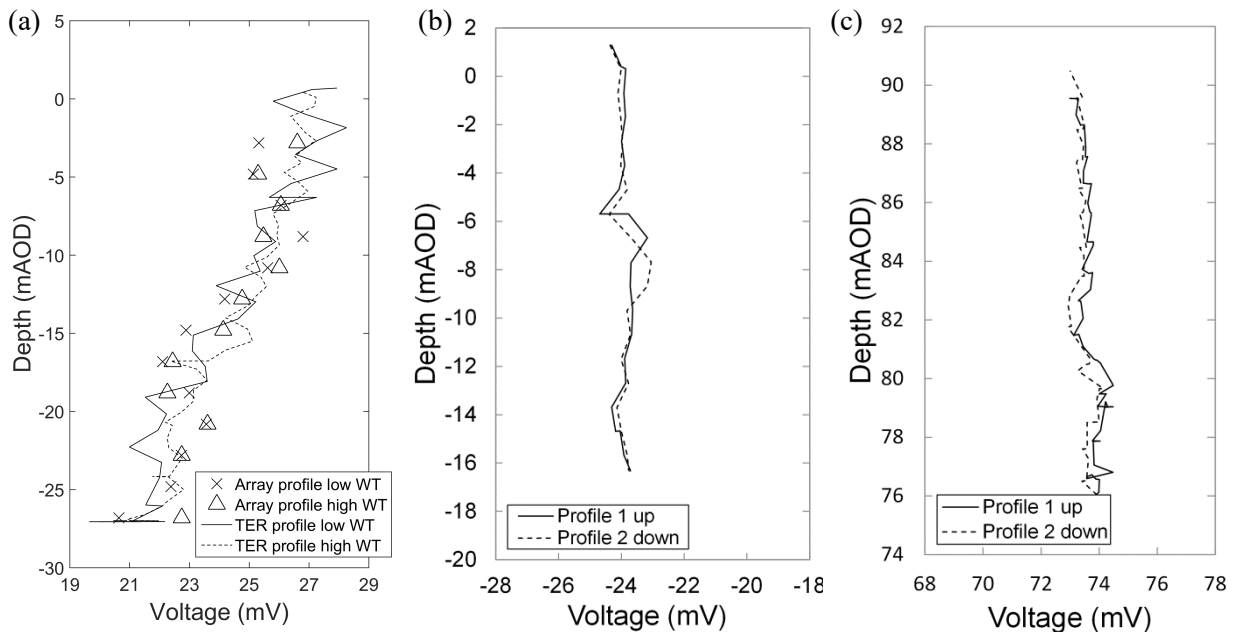 (a)
5
0
-5
-10
-15
-20
-25
-30
Depth (mAOD)
19 21 23 25 27 29
Voltage (mV)
Array profile low WT
Array profile high WT
TER profile low WT
TER profile high WT
(b)
2
0
-2
-4
-6
-8
-10
-12
-14
-16
-18
-20
Depth (mAOD)
-28 -26 -24 -22 -20 -18
Voltage (mV)
Profile 1 up
Profile 2 down
(c)
92
90
88
86
84
82
80
78
76
74
Depth (mAOD)
68 70 72 74 76 78
Voltage (mV)
Profile 1 up
Profile 2 down